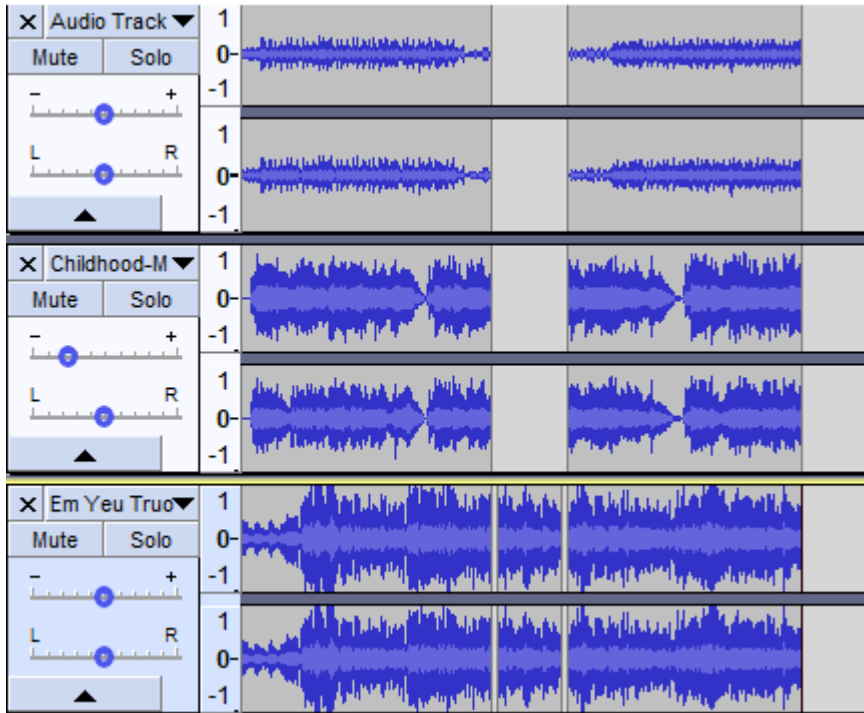 × Audio Track ▼
Mute Solo
- +
L R
▲
1
0-
-1
1
0-
-1
× Childhood-M ▼
Mute Solo
- +
L R
▲
1
0-
-1
1
0-
-1
× Em Yeu Truo▼
Mute Solo
- +
L R
▲
1
0-
-1
1
0-
-1